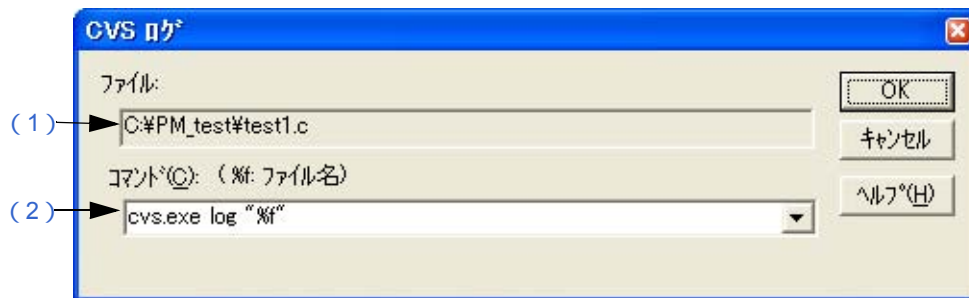 CVS ﾛｸﾞ
ﾌｧｲﾙ:
(1)
C:¥PM_test¥test1.c
ｺﾏﾝﾄﾞ(C): (%f: ﾌｧｲﾙ名)
(2)
cvs.exe log "%f"
OK
ｷｬﾝｾﾙ
ﾍﾙﾌﾟ(H)